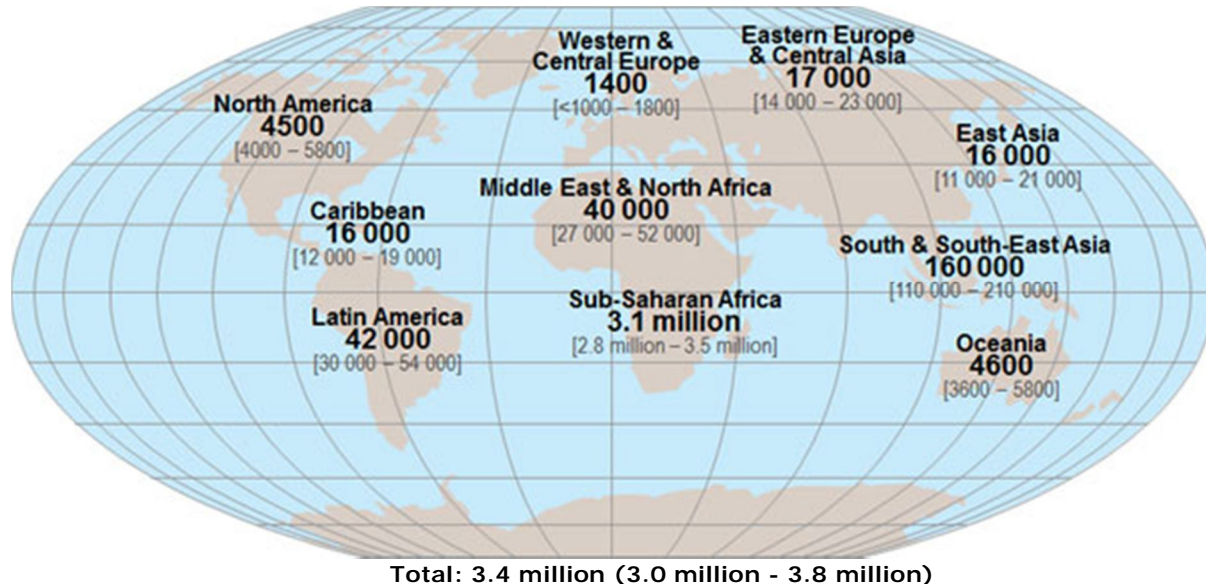 Western &
Central Europe
1400
[<1000 – 1800]
Eastern Europe
& Central Asia
17 000
[14 000 – 23 000]
North America
4500
[4000 – 5800]
East Asia
16 000
[11 000 – 21 000]
Middle East & North Africa
40 000
[27 000 – 52 000]
Caribbean
16 000
[12 000 – 19 000]
South & South-East Asia
160 000
[110 000 – 210 000]
Sub-Saharan Africa
3.1 million
[2.8 million – 3.5 million]
Latin America
42 000
[30 000 – 54 000]
Oceania
4600
[3600 – 5800]
Total: 3.4 million (3.0 million - 3.8 million)